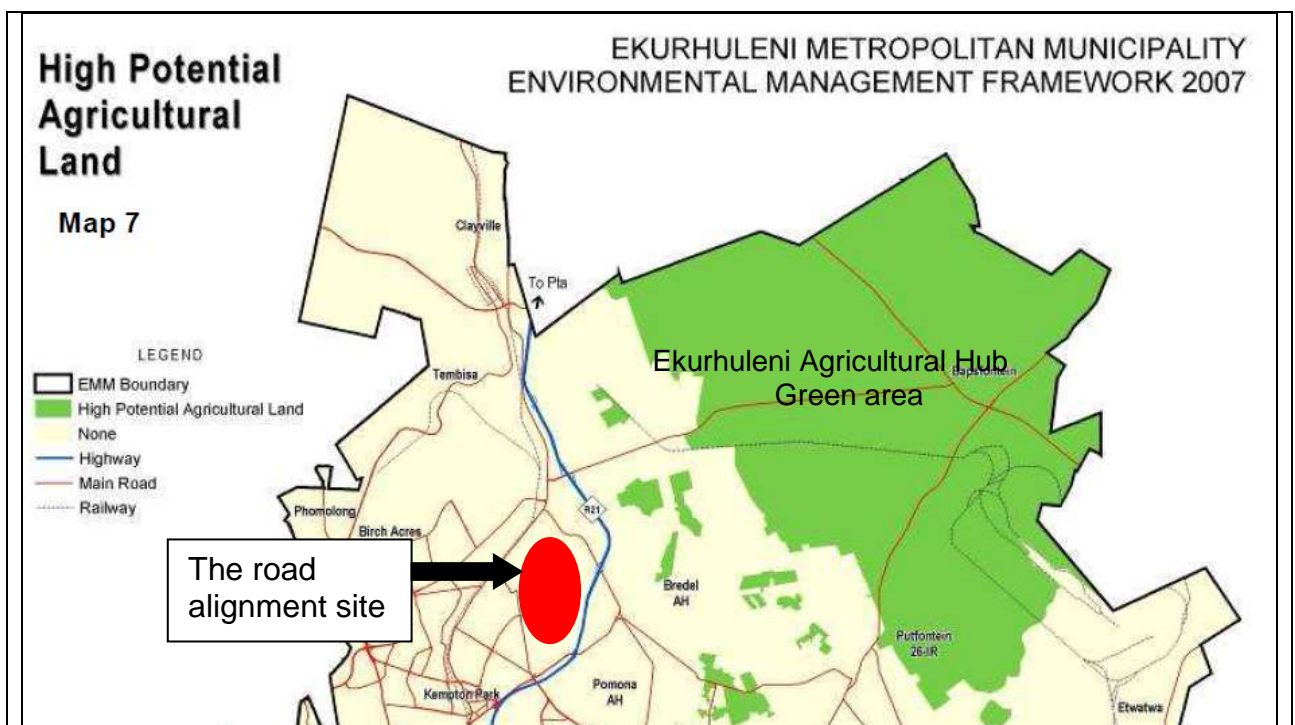 High Potential
Agricultural
Land
Map 7
EKURHULENI METROPOLITAN MUNICIPALITY
ENVIRONMENTAL MANAGEMENT FRAMEWORK 2007
Clayville
To Pta
LEGEND
EMM Boundary
High Potential Agricultural Land
None
Highway
Main Road
Railway
Tembisa
Ekurhuleni Agricultural Hub
Green area
Bapsfontein
Phomolong
Birch Acres
R21
The road
alignment site
Bredel
AH
Putfontein
26-IR
Kempton Park
Pomona
AH
Etwatwa